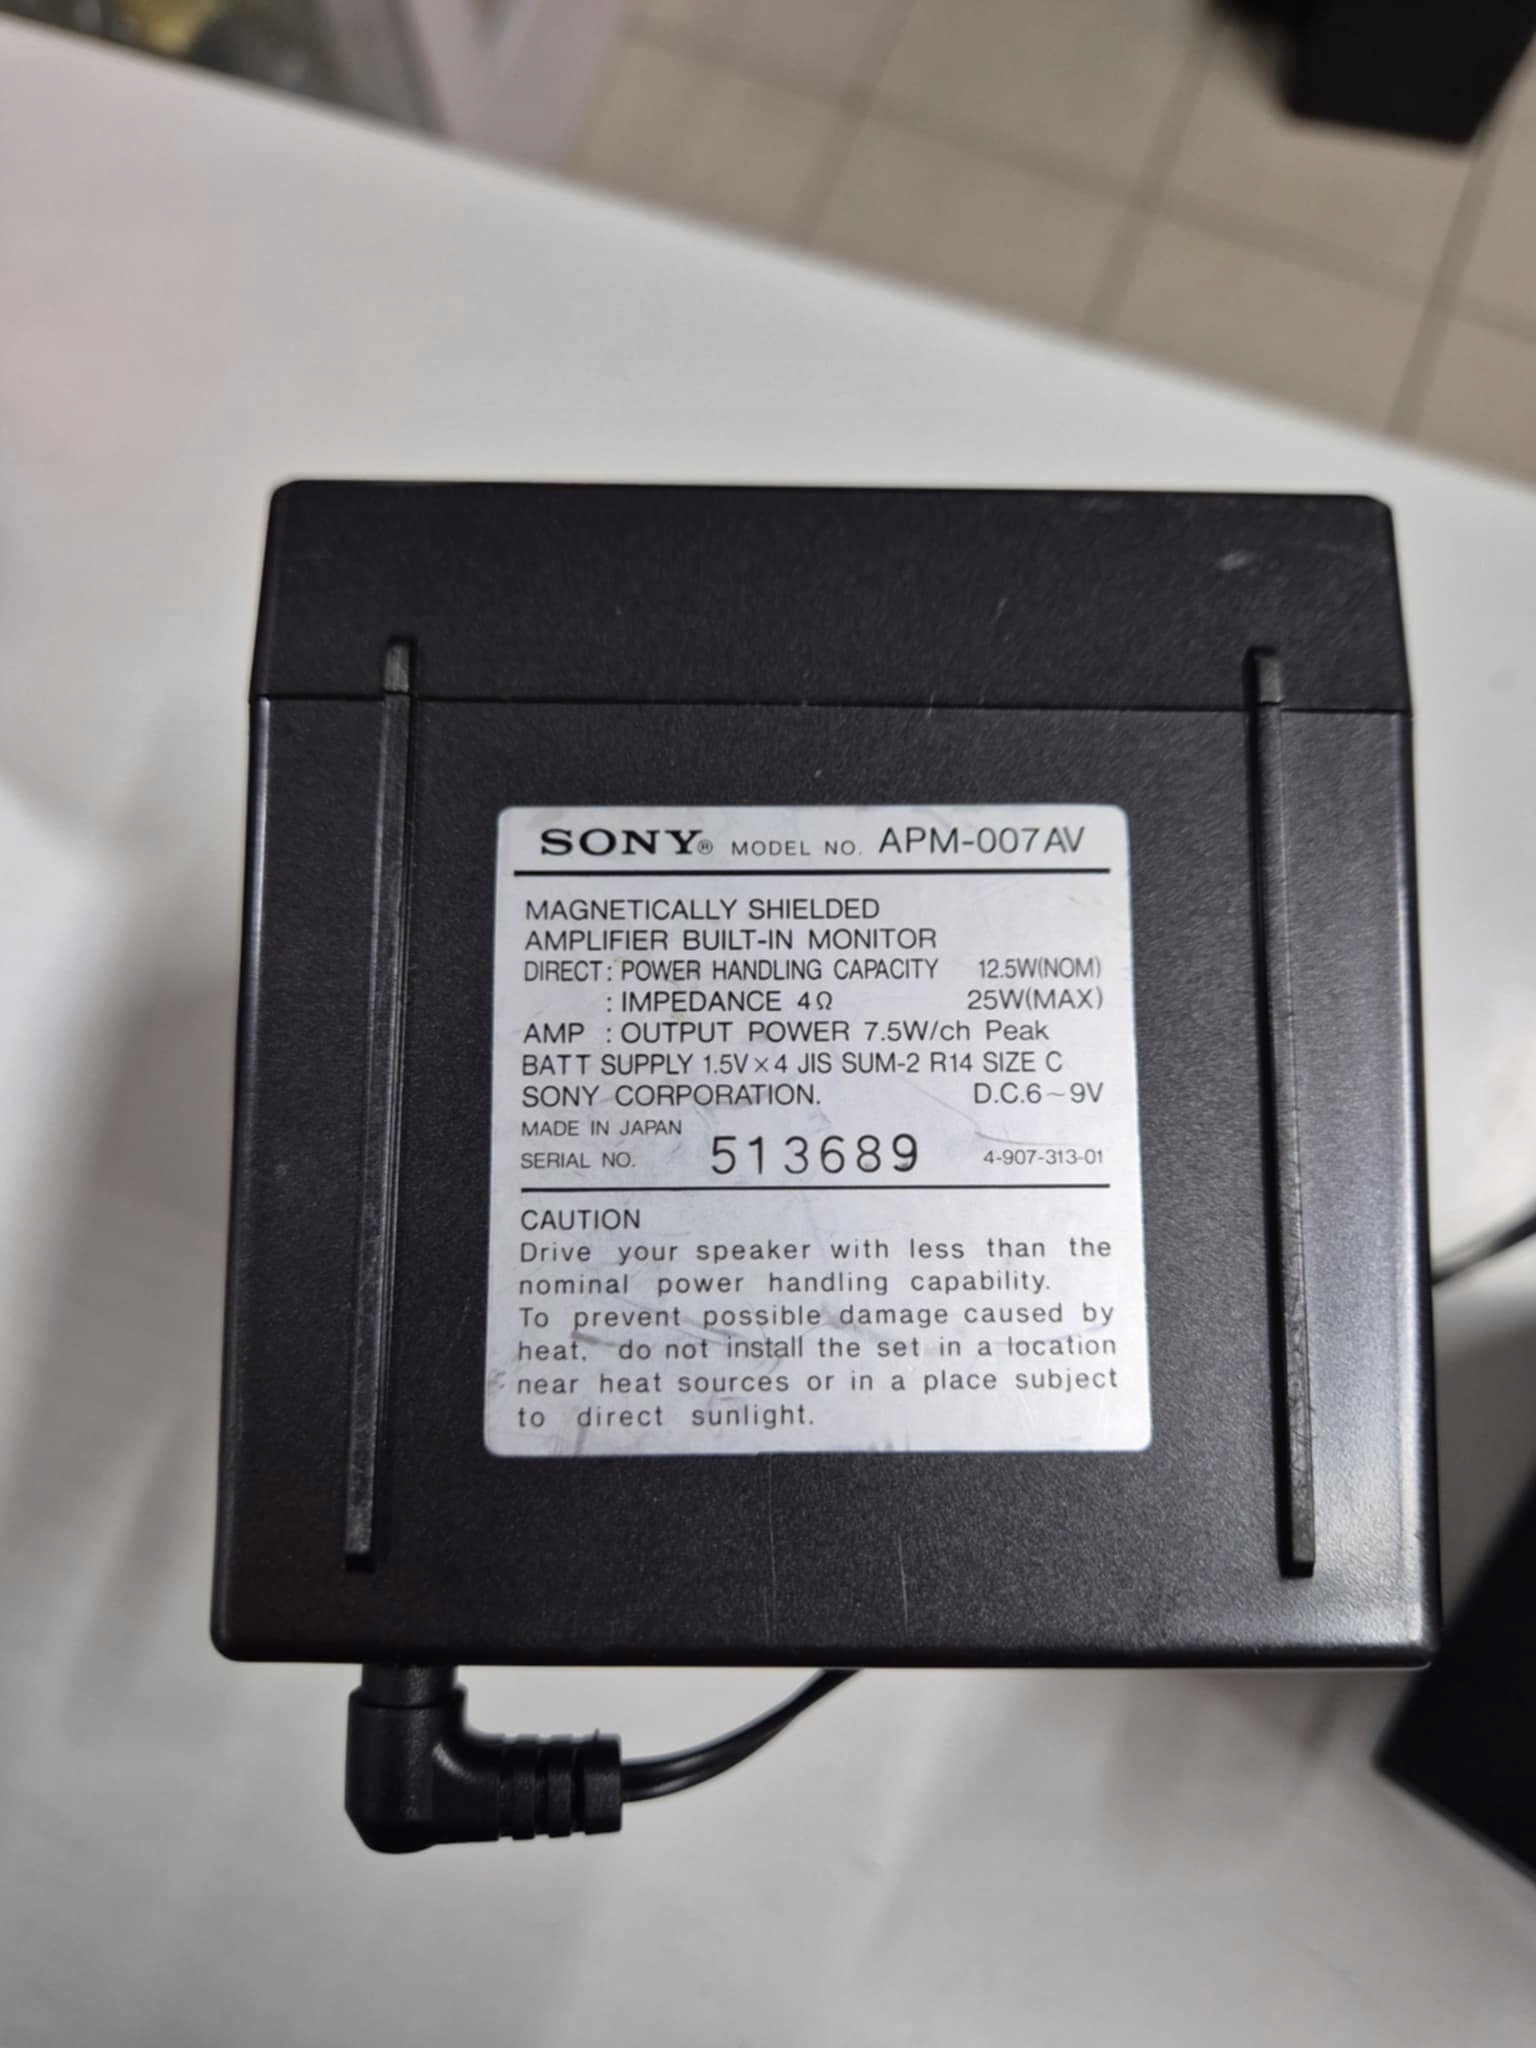 SONY® MODEL NO. APM-007AV
MAGNETICALLY SHIELDED
AMPLIFIER BUILT-IN MONITOR
DIRECT : POWER HANDLING CAPACITY 12.5W(NOM)
: IMPEDANCE 4Ω 25W(MAX)
AMP : OUTPUT POWER 7.5W/ch Peak
BATT SUPPLY 1.5V×4 JIS SUM-2 R14 SIZE C
SONY CORPORATION. D.C.6~9V
MADE IN JAPAN
SERIAL NO. 513689 4-907-313-01
CAUTION
Drive your speaker with less than the
nominal power handling capability.
To prevent possible damage caused by
heat, do not install the set in a location
near heat sources or in a place subject
to direct sunlight.